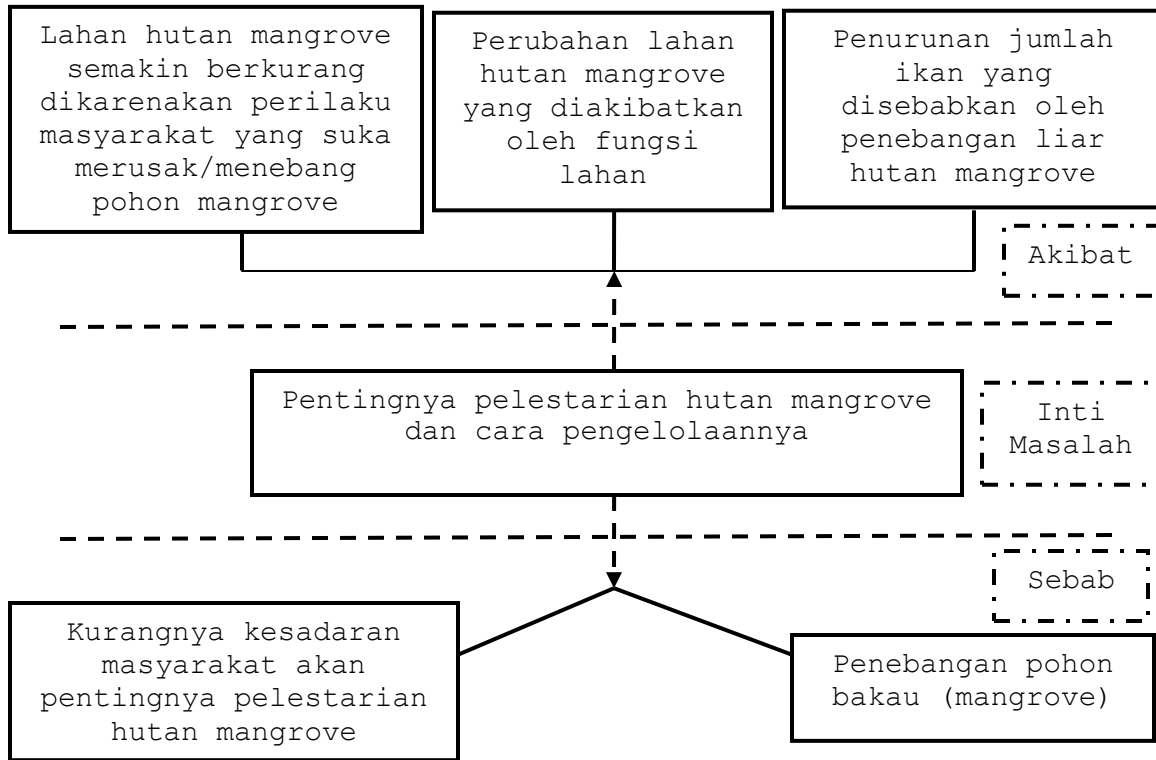 Lahan hutan mangrove
semakin berkurang
dikarenakan perilaku
masyarakat yang suka
merusak/menebang
pohon mangrove
Perubahan lahan
hutan mangrove
yang diakibatkan
oleh fungsi
lahan
Penurunan jumlah
ikan yang
disebabkan oleh
penebangan liar
hutan mangrove
Akibat
Pentingnya pelestarian hutan mangrove
dan cara pengelolaannya
Inti
Masalah
Sebab
Kurangnya kesadaran
masyarakat akan
pentingnya pelestarian
hutan mangrove
Penebangan pohon
bakau (mangrove)